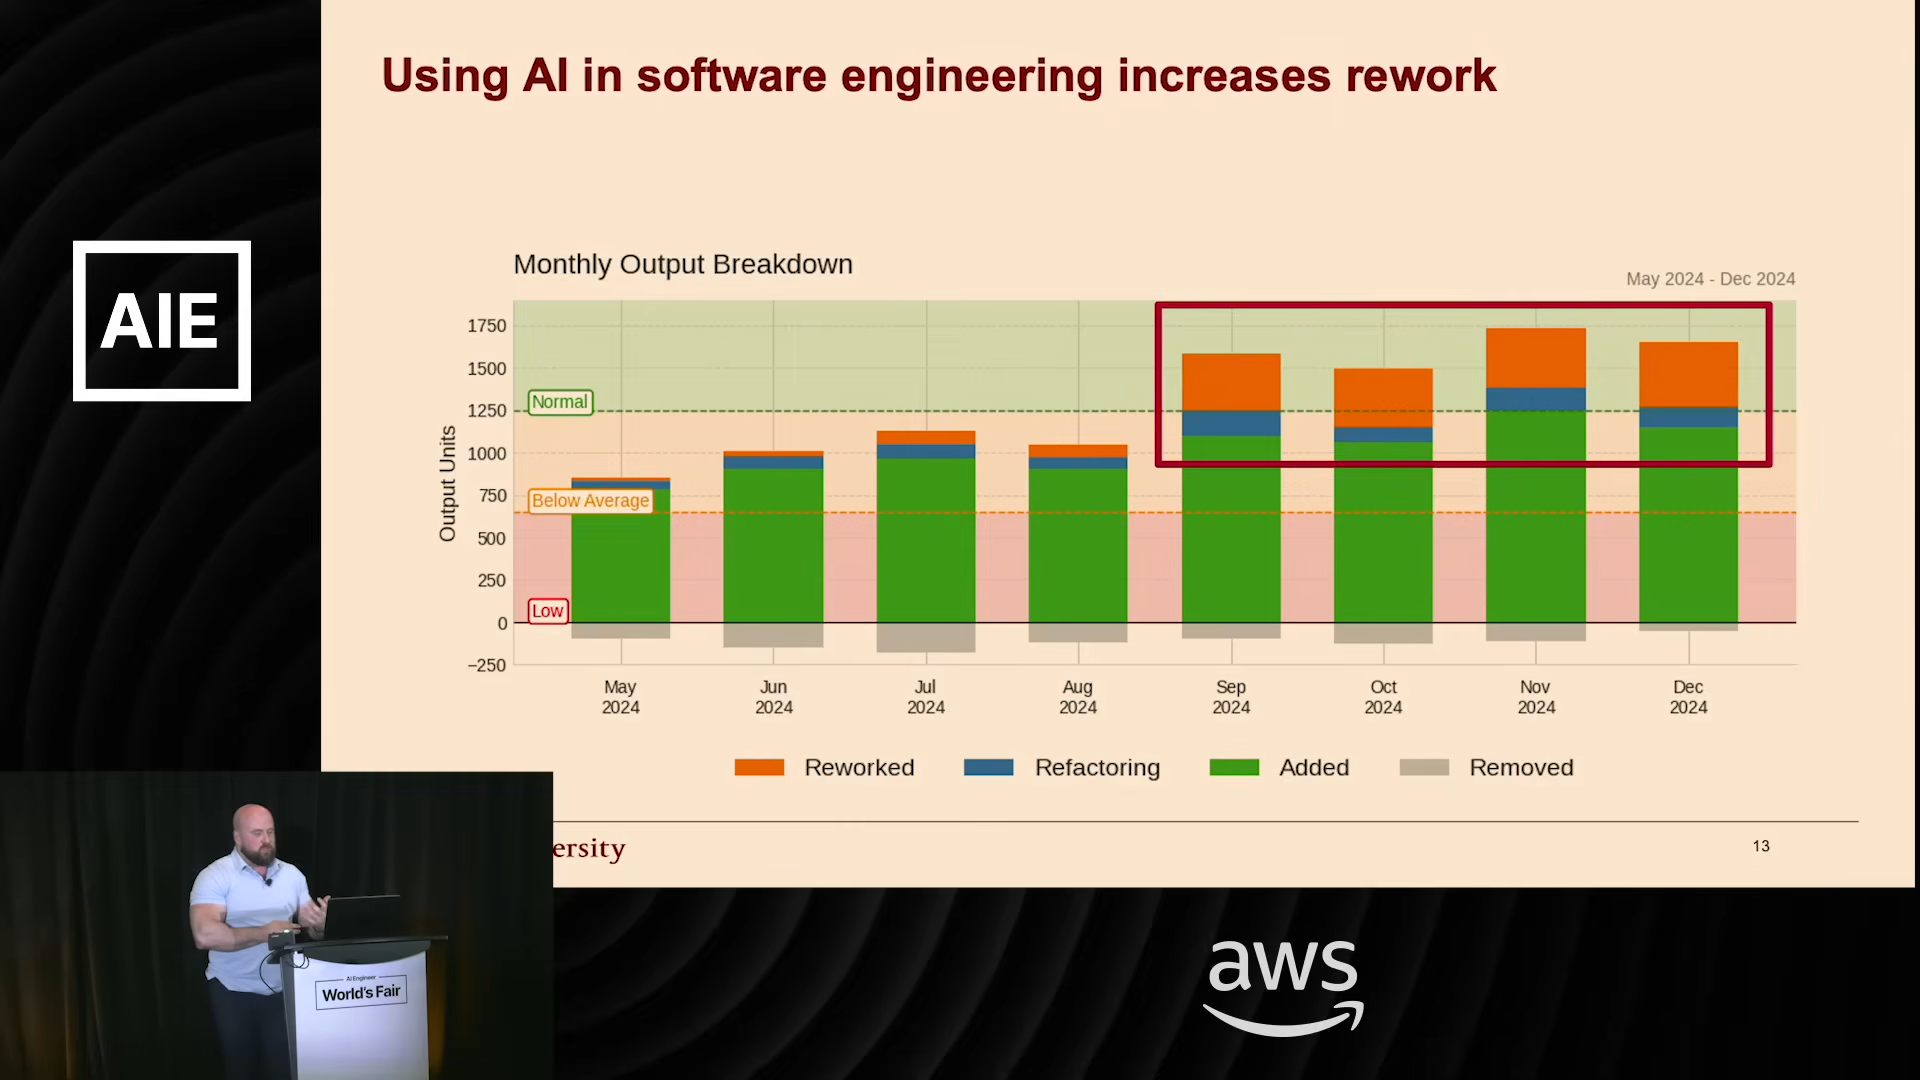 Using AI in software engineering increases rework
AIE
Monthly Output Breakdown
May 2024 - Dec 2024
Output Units
1750
1500
1250
1000
750
500
250
0
−250
Normal
Below Average
Low
May
2024
Jun
2024
Jul
2024
Aug
2024
Sep
2024
Oct
2024
Nov
2024
Dec
2024
Reworked
Refactoring
Added
Removed
ersity
13
AI Engineer
World's Fair
aws